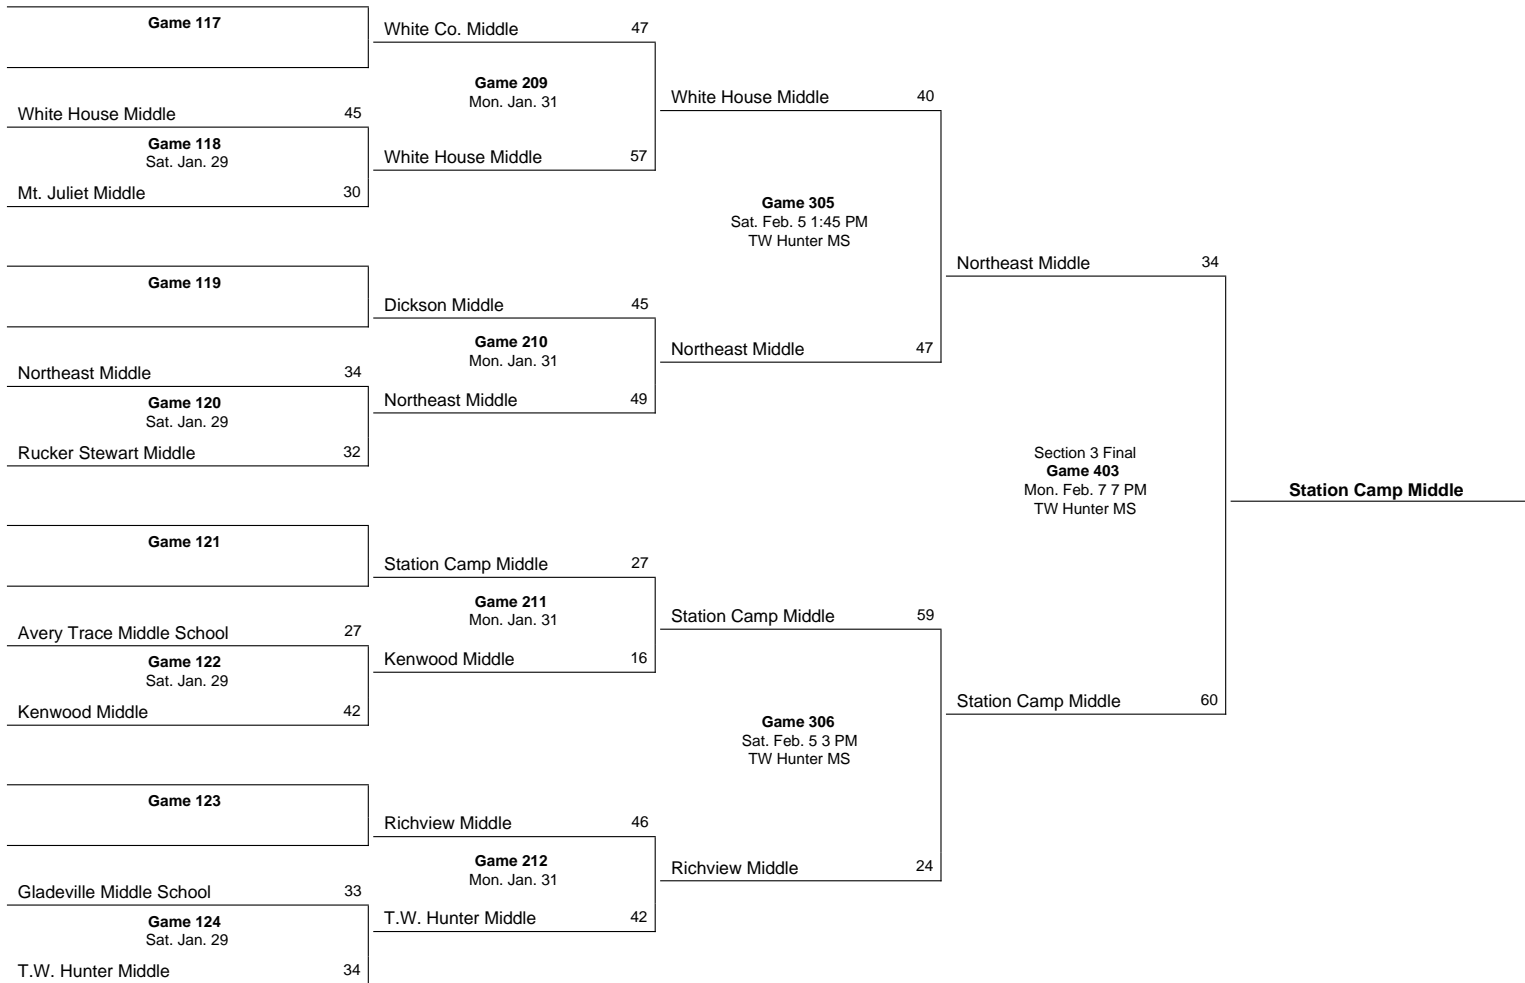 Game 117
White House Middle 45
Game 118
Sat. Jan. 29
Mt. Juliet Middle 30
Game 119
Northeast Middle 34
Game 120
Sat. Jan. 29
Rucker Stewart Middle 32
Game 121
Avery Trace Middle School 27
Game 122
Sat. Jan. 29
Kenwood Middle 42
Game 123
Gladeville Middle School 33
Game 124
Sat. Jan. 29
T.W. Hunter Middle 34
White Co. Middle 47
Game 209
Mon. Jan. 31
White House Middle 57
Dickson Middle 45
Game 210
Mon. Jan. 31
Northeast Middle 49
Station Camp Middle 27
Game 211
Mon. Jan. 31
Kenwood Middle 16
Richview Middle 46
Game 212
Mon. Jan. 31
T.W. Hunter Middle 42
White House Middle 40
Game 305
Sat. Feb. 5 1:45 PM
TW Hunter MS
Northeast Middle 47
Station Camp Middle 59
Game 306
Sat. Feb. 5 3 PM
TW Hunter MS
Richview Middle 24
Northeast Middle 34
Section 3 Final
Game 403
Mon. Feb. 7 7 PM
TW Hunter MS
Station Camp Middle 60
Station Camp Middle